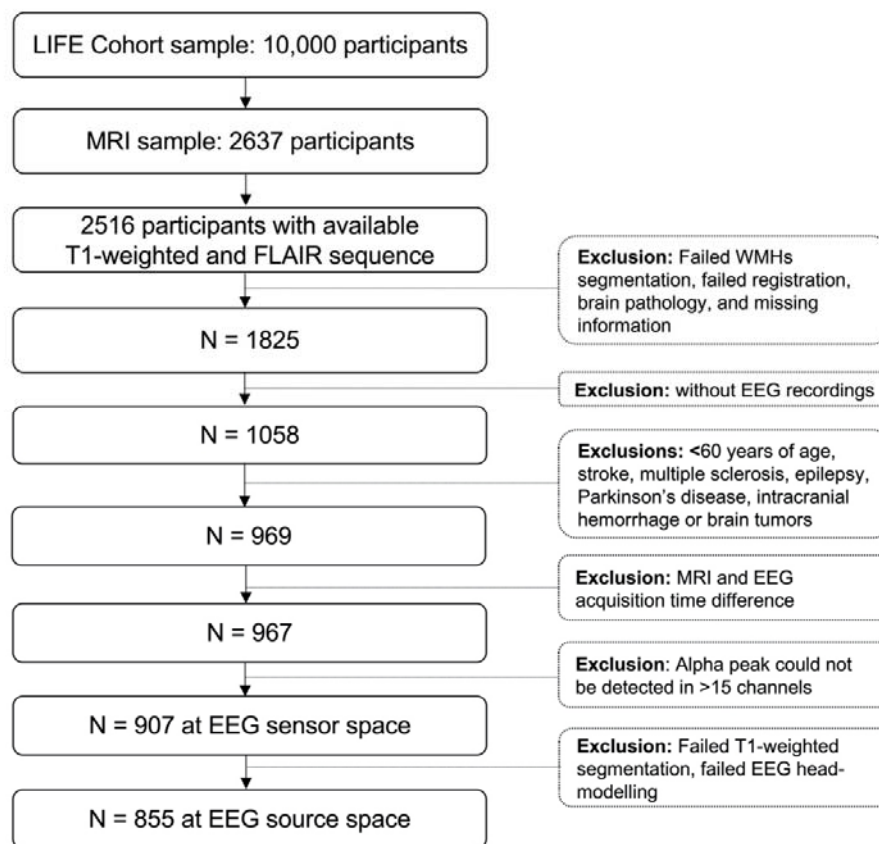 LIFE Cohort sample: 10,000 participants
MRI sample: 2637 participants
2516 participants with available
T1-weighted and FLAIR sequence
Exclusion: Failed WMHs
segmentation, failed registration,
brain pathology, and missing
information
N = 1825
Exclusion: without EEG recordings
N = 1058
Exclusions: <60 years of age,
stroke, multiple sclerosis, epilepsy,
Parkinson's disease, intracranial
hemorrhage or brain tumors
N = 969
Exclusion: MRI and EEG
acquisition time difference
N = 967
Exclusion: Alpha peak could not
be detected in >15 channels
N = 907 at EEG sensor space
Exclusion: Failed T1-weighted
segmentation, failed EEG head-
modelling
N = 855 at EEG source space